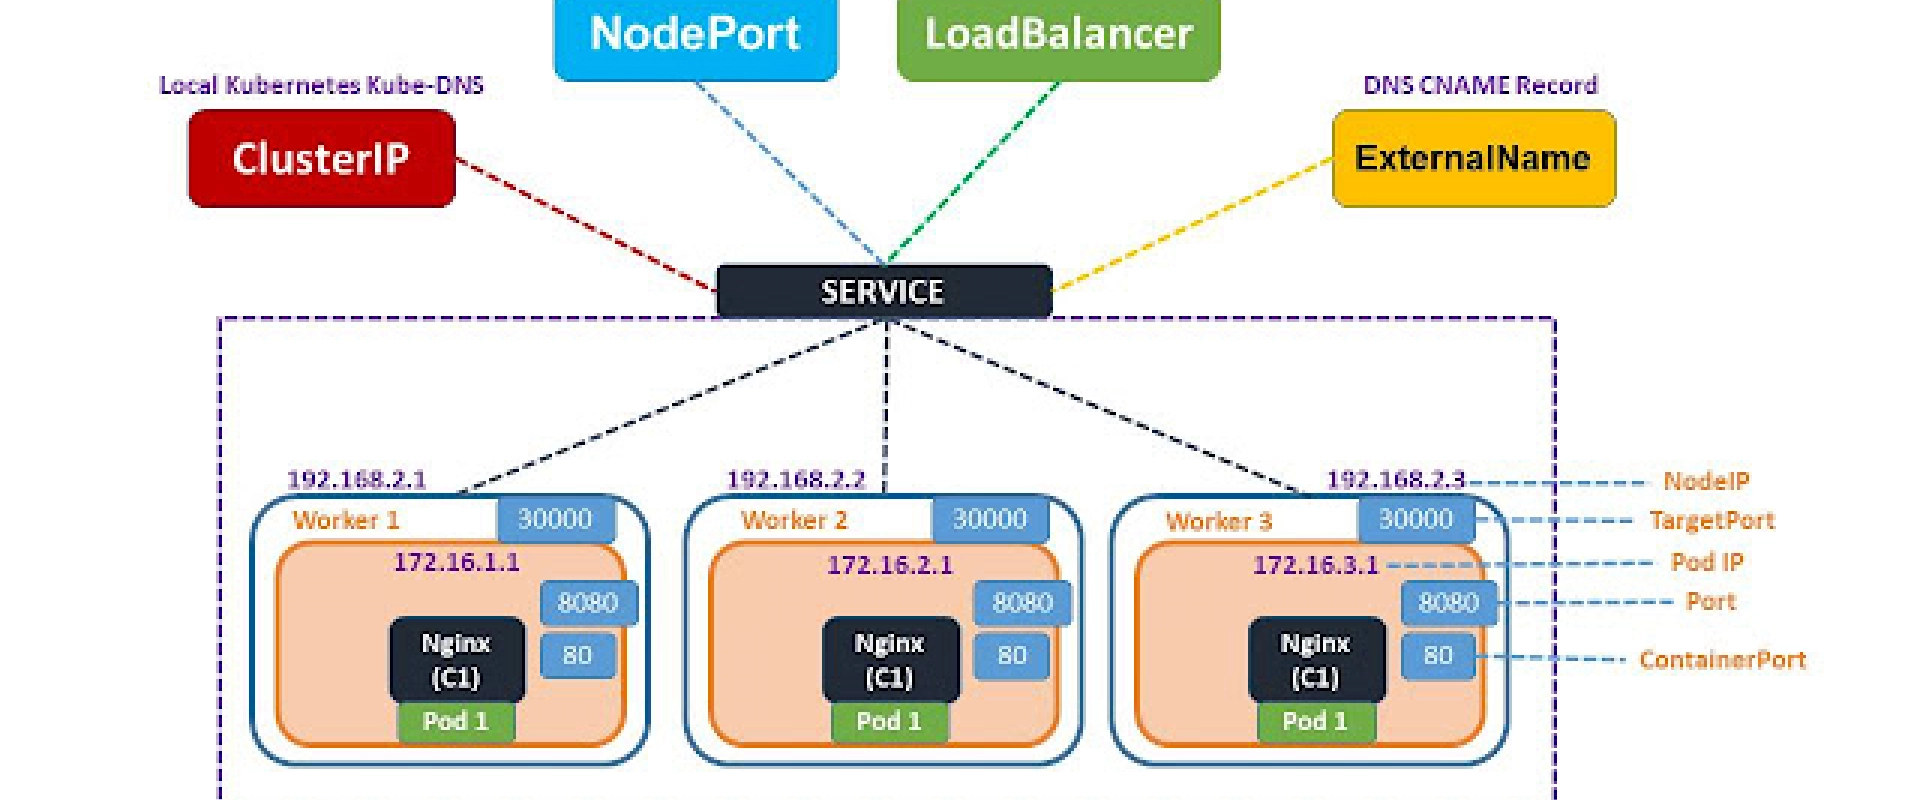 NodePort
LoadBalancer
Local Kubernetes Kube-DNS
DNS CNAME Record
ClusterIP
ExternalName
SERVICE
192.168.2.1
192.168.2.2
192.168.2.3
NodeIP
Worker 1
30000
Worker 2
30000
Worker 3
30000
TargetPort
172.16.1.1
172.16.2.1
172.16.3.1
Pod IP
8080
8080
8080
Port
Nginx
(C1)
80
Nginx
(C1)
80
Nginx
(C1)
80
ContainerPort
Pod 1
Pod 1
Pod 1